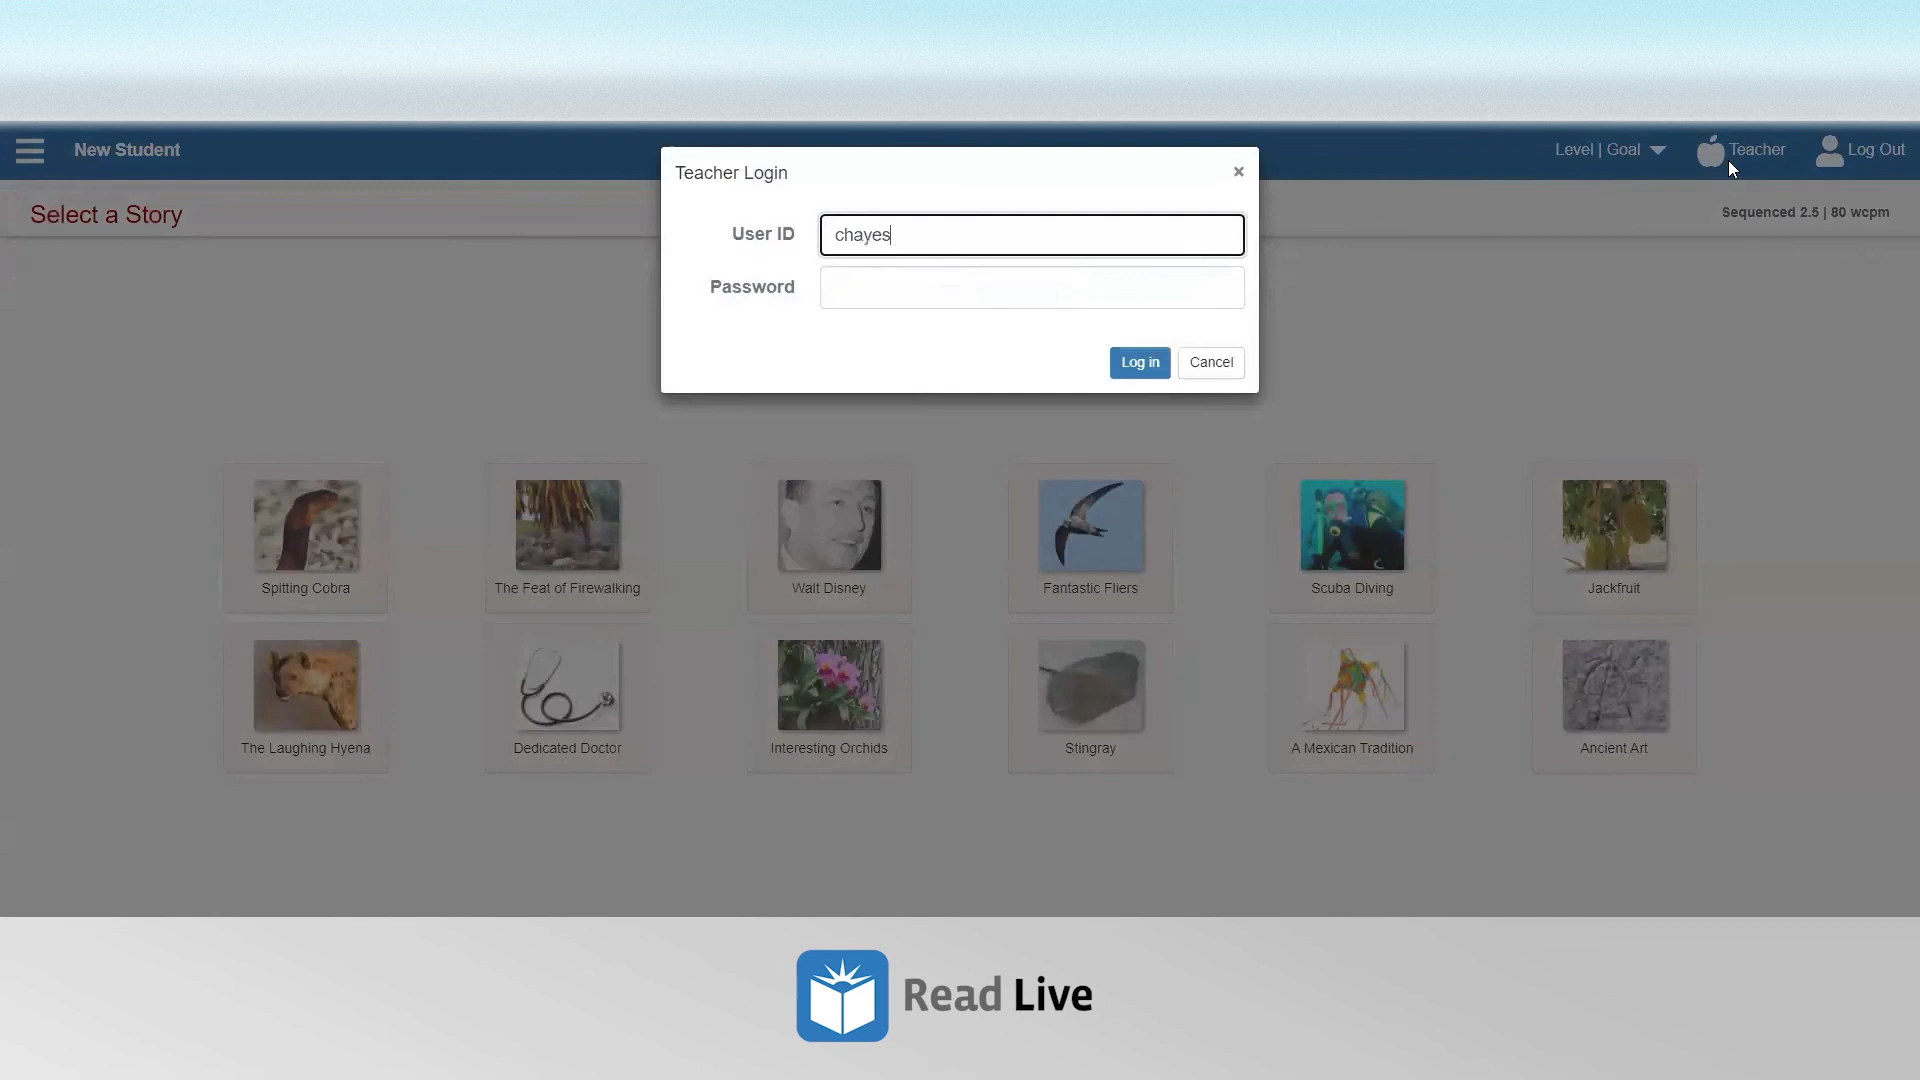 New Student
Level | Goal
Teacher
Log Out
Select a Story
Sequenced 2.5 | 80 wcpm
Teacher Login
×
User ID
chayes
Password
Log in
Cancel
Spitting Cobra
The Feat of Firewalking
Walt Disney
Fantastic Fliers
Scuba Diving
Jackfruit
The Laughing Hyena
Dedicated Doctor
Interesting Orchids
Stingray
A Mexican Tradition
Ancient Art
Read Live